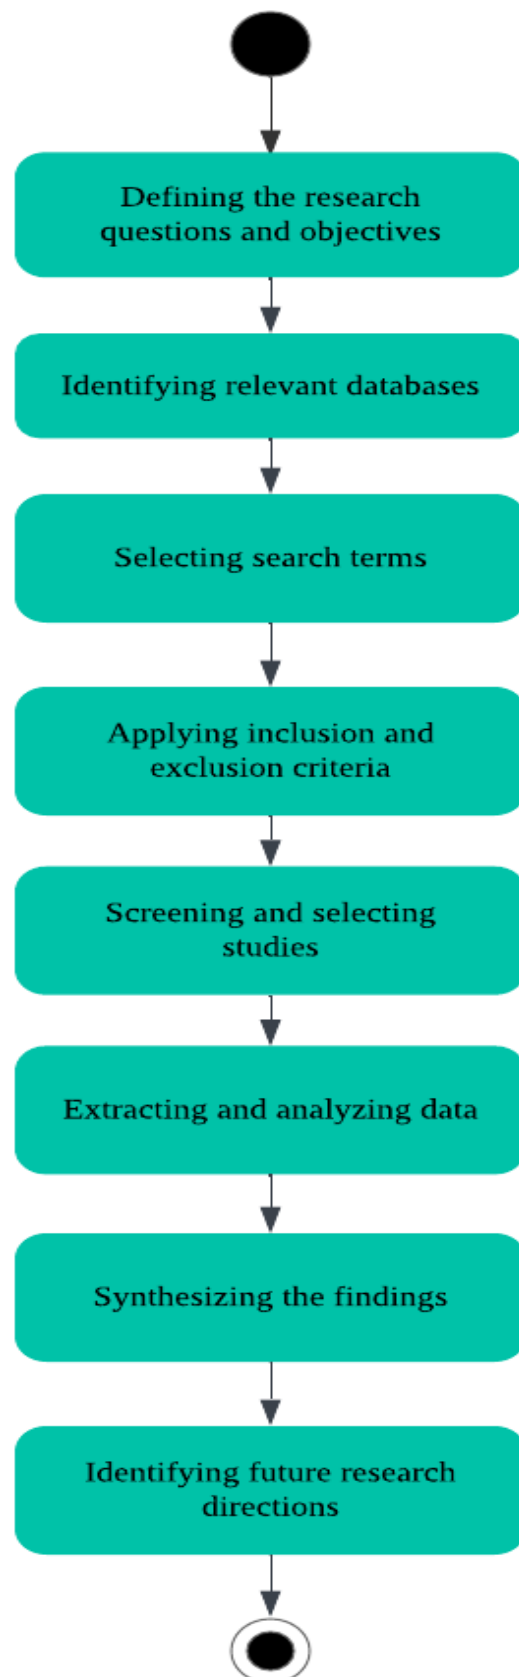 Defining the research
questions and objectives
Identifying relevant databases
Selecting search terms
Applying inclusion and
exclusion criteria
Screening and selecting
studies
Extracting and analyzing data
Synthesizing the findings
Identifying future research
directions